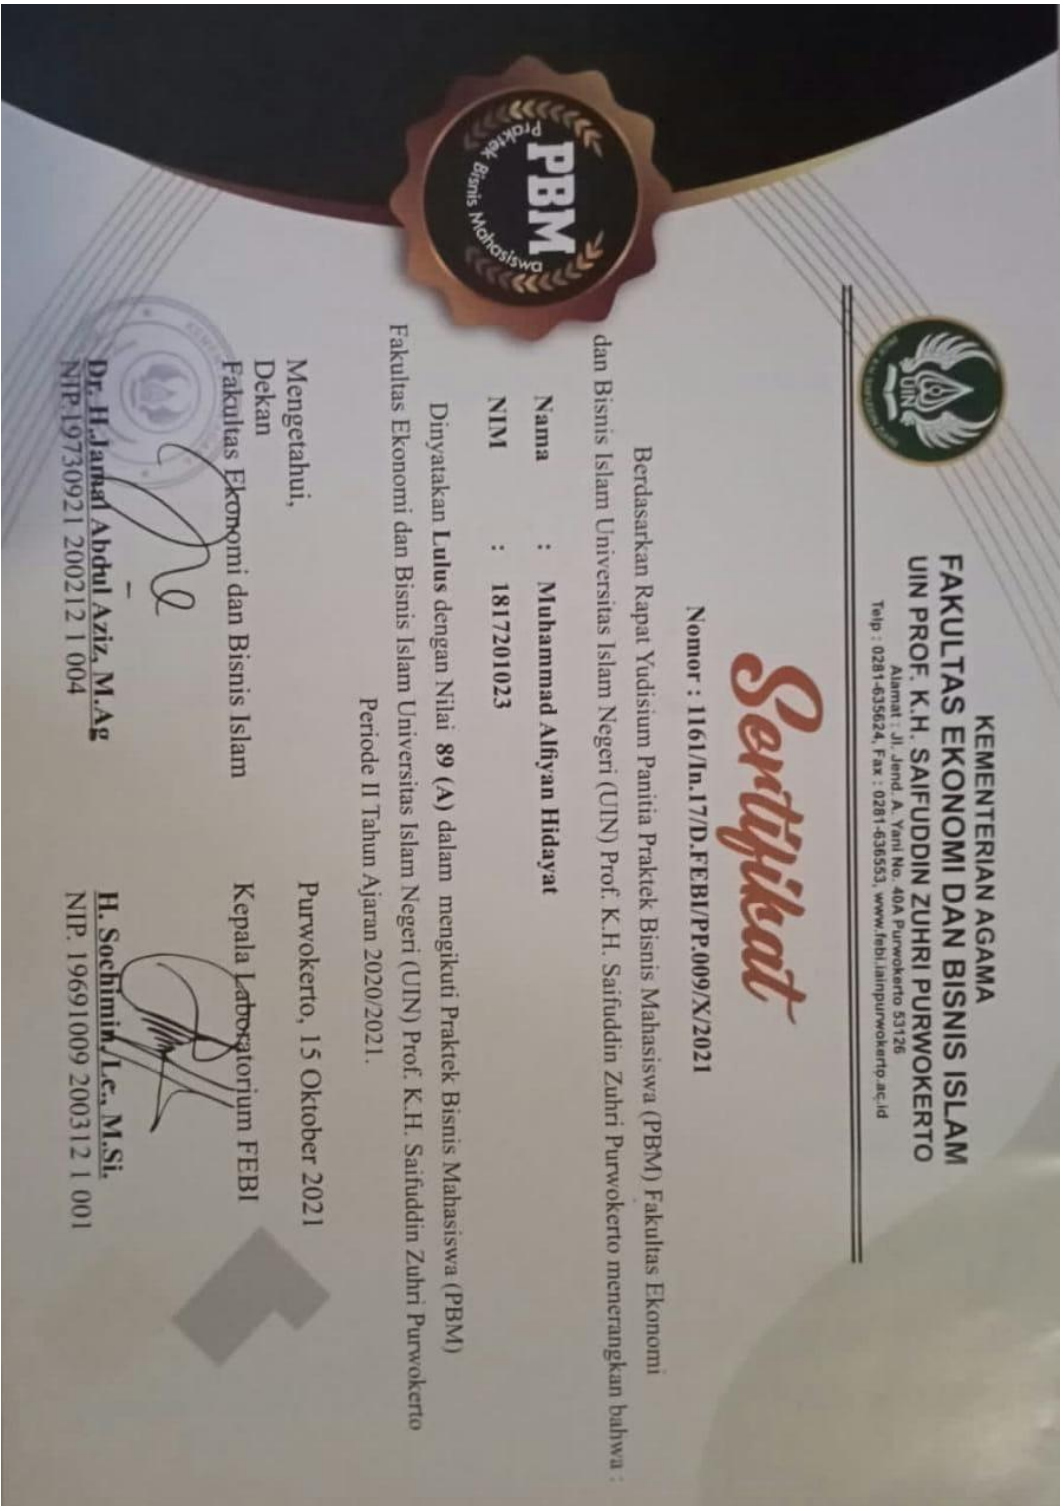 KEMENTERIAN AGAMA
FAKULTAS EKONOMI DAN BISNIS ISLAM
UIN PROF. K.H. SAIFUDDIN ZUHRI PURWOKERTO
Alamat : Jl. Jend. A. Yani No. 40A Purwokerto 53126
Telp : 0281-635624, Fax : 0281-636553, www.febi.iainpurwokerto.ac.id
UIN
PBM
Praktek Bisnis Mahasiswa
Sertifikat
Nomor : 1161/In.17/D.FEBI/PP.009/X/2021
Berdasarkan Rapat Yudisium Panitia Praktek Bisnis Mahasiswa (PBM) Fakultas Ekonomi
dan Bisnis Islam Universitas Islam Negeri (UIN) Prof. K.H. Saifuddin Zuhri Purwokerto menerangkan bahwa :
Nama : Muhammad Alfiyan Hidayat
NIM : 1817201023
Dinyatakan Lulus dengan Nilai 89 (A) dalam mengikuti Praktek Bisnis Mahasiswa (PBM)
Fakultas Ekonomi dan Bisnis Islam Universitas Islam Negeri (UIN) Prof. K.H. Saifuddin Zuhri Purwokerto
Periode II Tahun Ajaran 2020/2021.
Mengetahui,
Dekan
Fakultas Ekonomi dan Bisnis Islam
Dr. H.Jamal Abdul Aziz, M.Ag
NIP.19730921 200212 1 004
Purwokerto, 15 Oktober 2021
Kepala Laboratorium FEBI
H. Sochimin, Lc., M.Si.
NIP. 19691009 200312 1 001